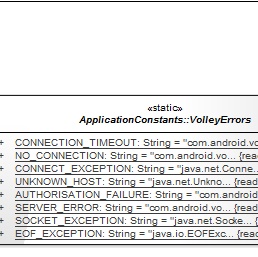 «static»
ApplicationConstants::VolleyErrors
+ CONNECTION_TIMEOUT: String = "com.android.vo
+ NO_CONNECTION: String = "com.android.vo... {read
+ CONNECT_EXCEPTION: String = "java.net.Conne...
+ UNKNOWN_HOST: String = "java.net.Unkno... {read
+ AUTHORISATION_FAILURE: String = "com.android
+ SERVER_ERROR: String = "com.android.vo... {read
+ SOCKET_EXCEPTION: String = "java.net.Socke... {
+ EOF_EXCEPTION: String = "java.io.EOFExc... {read